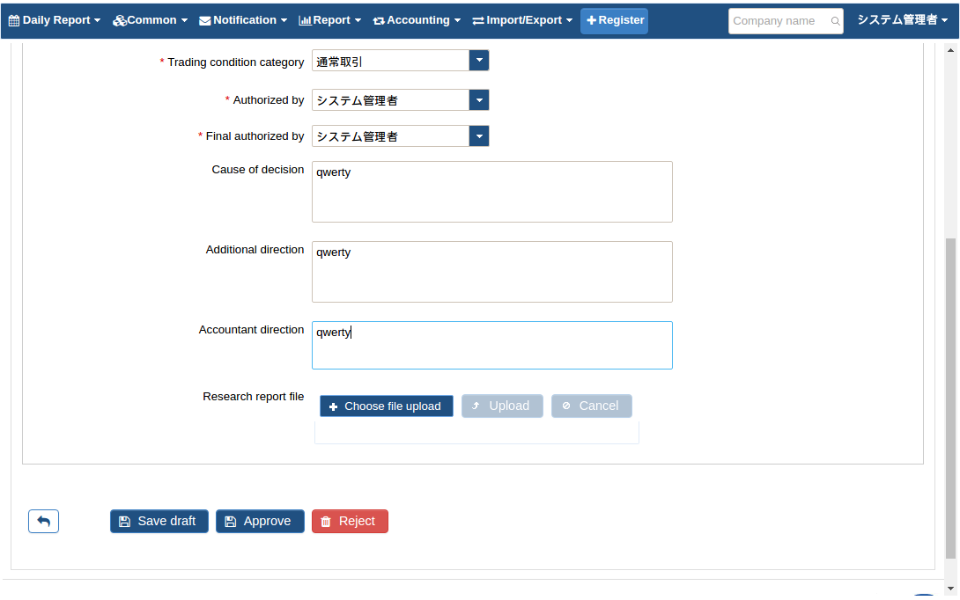 Daily Report Common Notification Report Accounting Import/Export Register Company name システム管理者
* Trading condition category 通常取引
* Authorized by システム管理者
* Final authorized by システム管理者
Cause of decision qwerty
Additional direction qwerty
Accountant direction qwerty
Research report file Choose file upload Upload Cancel
Save draft Approve Reject